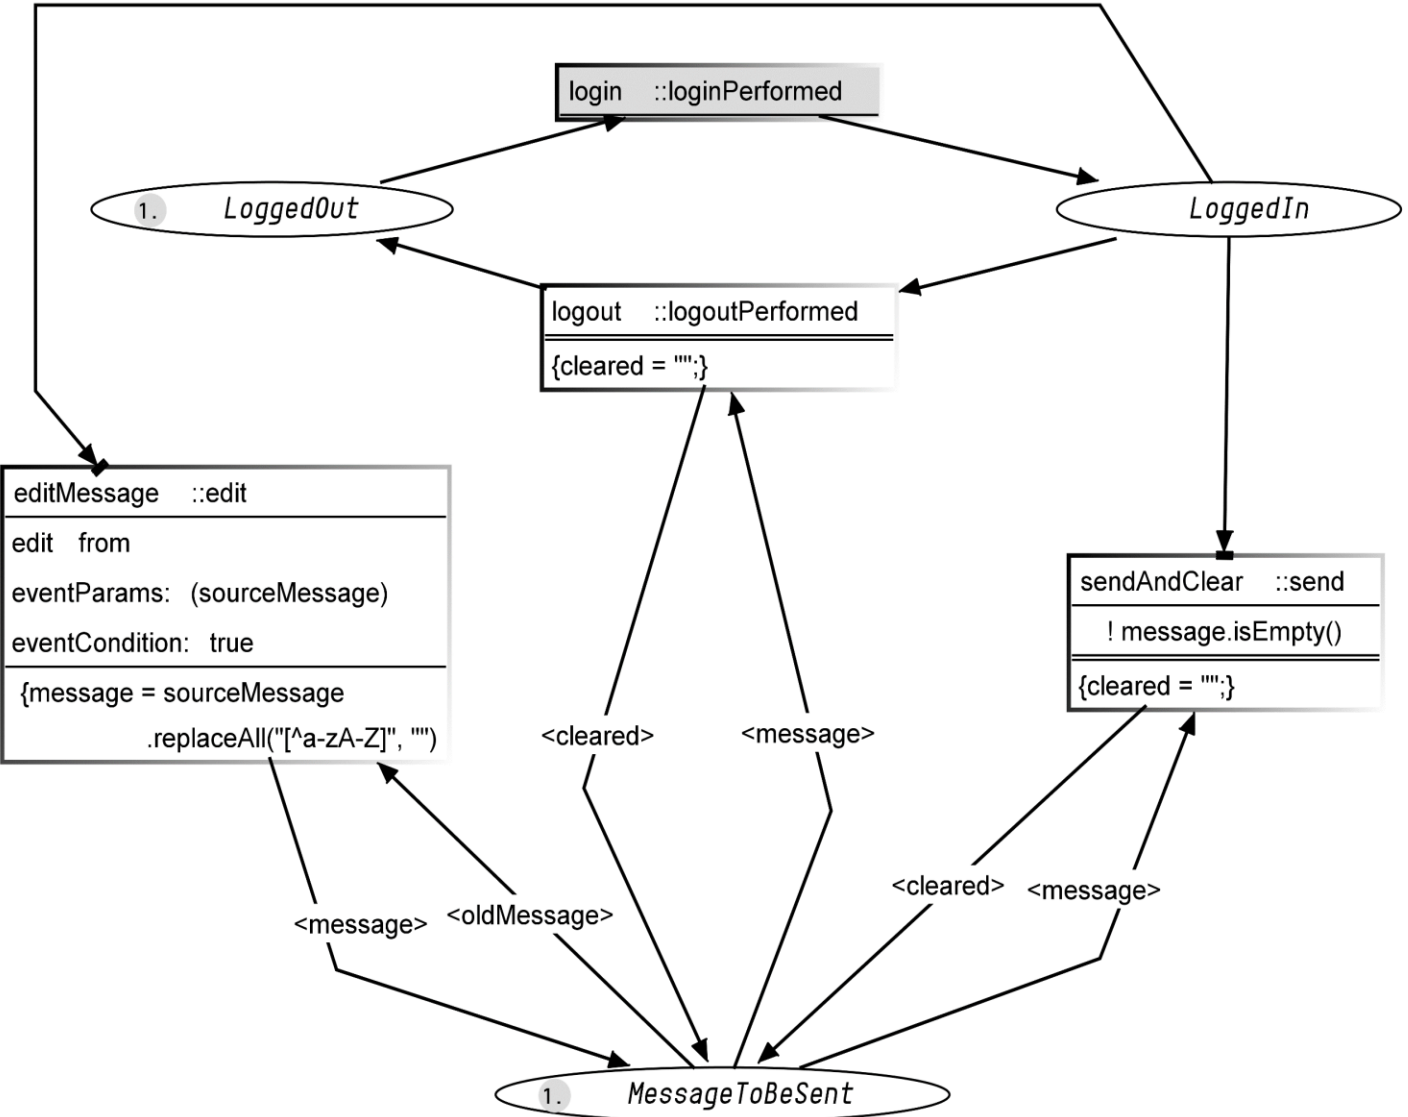 login ::loginPerformed
1. LoggedOut
LoggedIn
logout ::logoutPerformed
{cleared = "";}
editMessage ::edit
edit from
eventParams: (sourceMessage)
eventCondition: true
{message = sourceMessage
.replaceAll("[^a-zA-Z]", "")
sendAndClear ::send
! message.isEmpty()
{cleared = "";}
<cleared>
<message>
<cleared>
<message>
<message>
<oldMessage>
1. MessageToBeSent